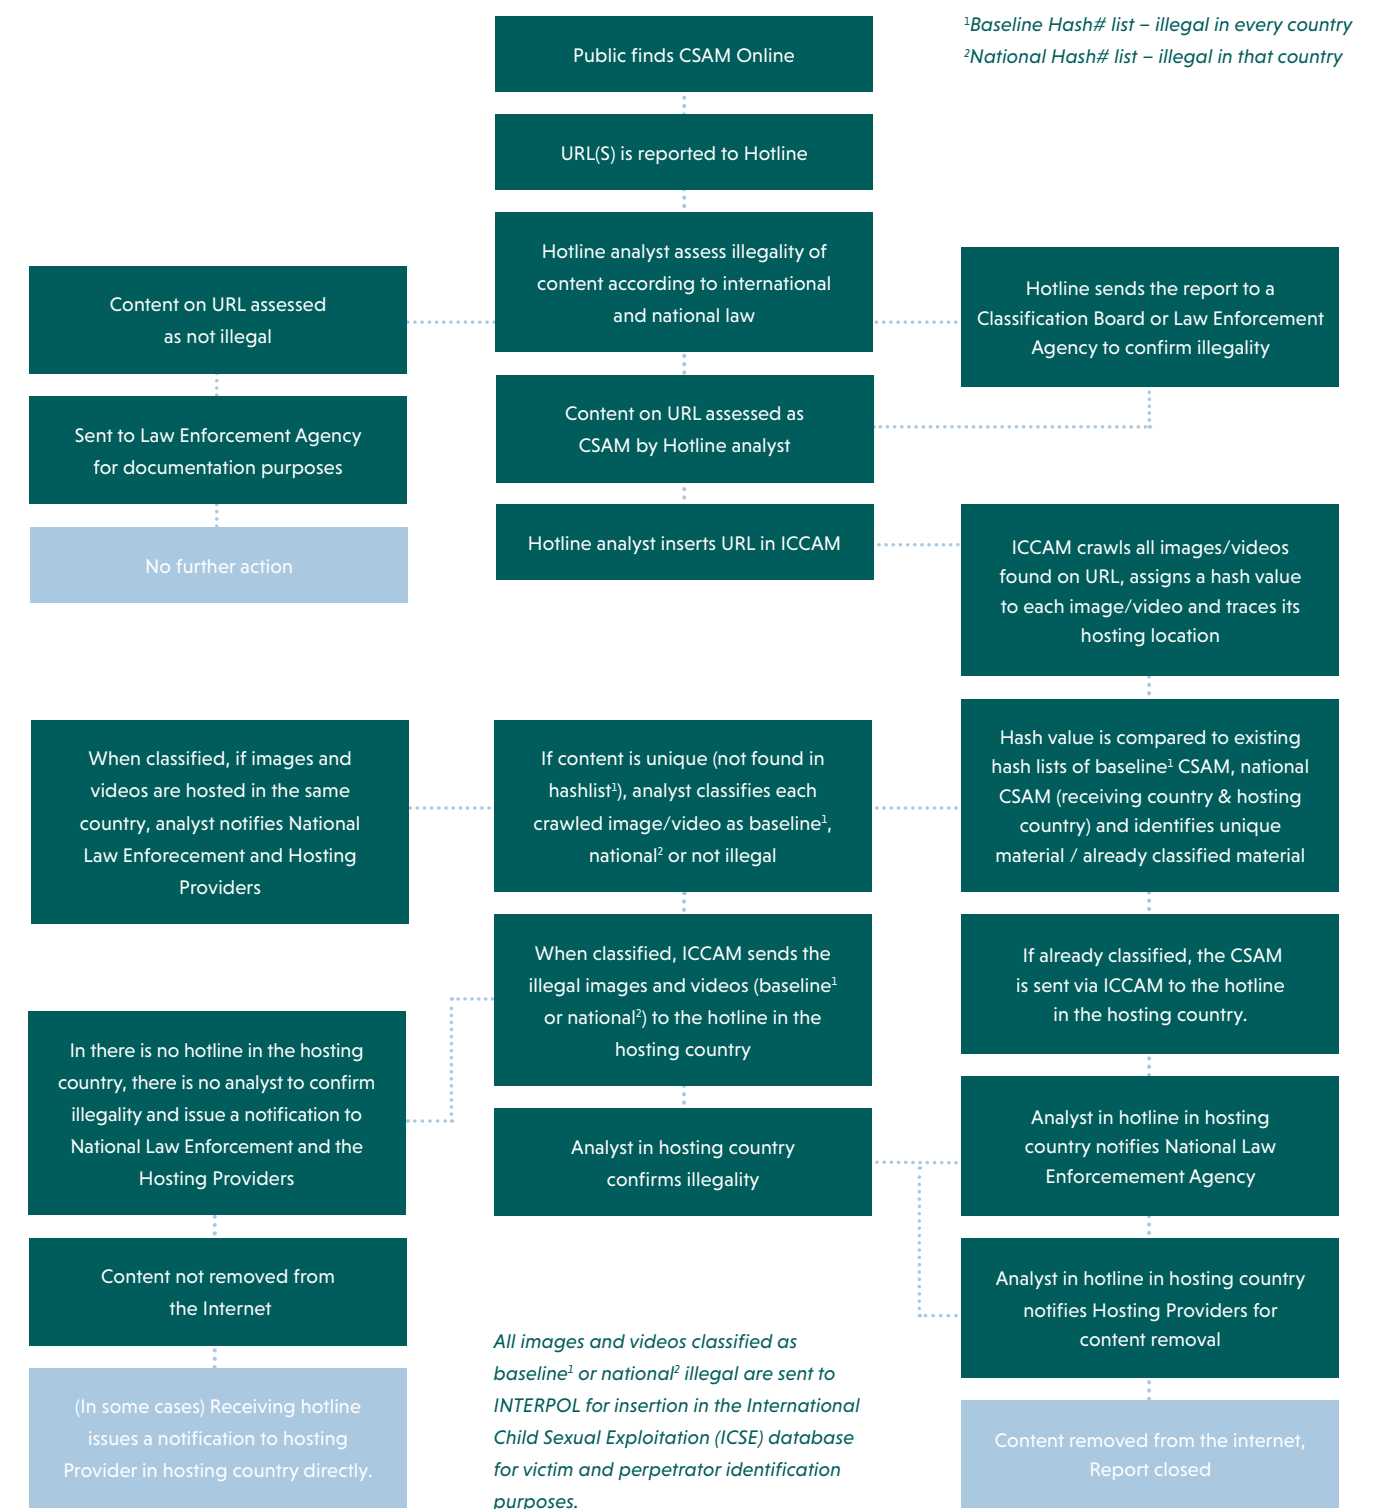 Public finds CSAM Online
¹Baseline Hash# list – illegal in every country
²National Hash# list – illegal in that country
URL(S) is reported to Hotline
Hotline analyst assess illegality of
content according to international
and national law
Content on URL assessed
as not illegal
Hotline sends the report to a
Classification Board or Law Enforcement
Agency to confirm illegality
Sent to Law Enforcement Agency
for documentation purposes
Content on URL assessed as
CSAM by Hotline analyst
No further action
Hotline analyst inserts URL in ICCAM
ICCAM crawls all images/videos
found on URL, assigns a hash value
to each image/video and traces its
hosting location
When classified, if images and
videos are hosted in the same
country, analyst notifies National
Law Enforecement and Hosting
Providers
If content is unique (not found in
hashlist¹), analyst classifies each
crawled image/video as baseline¹,
national² or not illegal
Hash value is compared to existing
hash lists of baseline¹ CSAM, national
CSAM (receiving country & hosting
country) and identifies unique
material / already classified material
When classified, ICCAM sends the
illegal images and videos (baseline¹
or national²) to the hotline in the
hosting country
If already classified, the CSAM
is sent via ICCAM to the hotline
in the hosting country.
In there is no hotline in the hosting
country, there is no analyst to confirm
illegality and issue a notification to
National Law Enforcement and the
Hosting Providers
Analyst in hosting country
confirms illegality
Analyst in hotline in hosting
country notifies National Law
Enforcemement Agency
Content not removed from
the Internet
Analyst in hotline in hosting country
notifies Hosting Providers for
content removal
(In some cases) Receiving hotline
issues a notification to hosting
Provider in hosting country directly.
All images and videos classified as
baseline¹ or national² illegal are sent to
INTERPOL for insertion in the International
Child Sexual Exploitation (ICSE) database
for victim and perpetrator identification
purposes.
Content removed from the internet,
Report closed